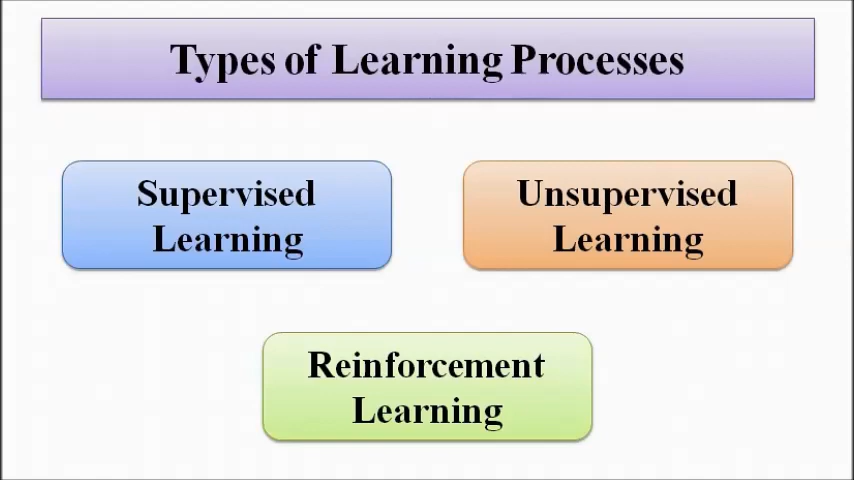 Types of Learning Processes
Supervised
Learning
Unsupervised
Learning
Reinforcement
Learning